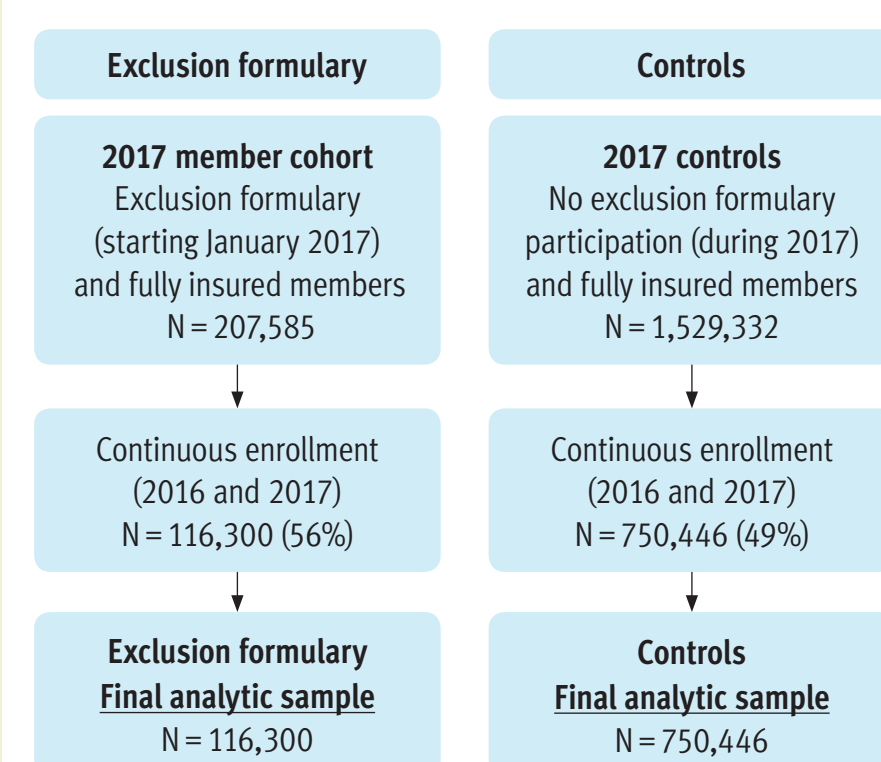 Exclusion formulary
2017 member cohort
Exclusion formulary
(starting January 2017)
and fully insured members
N = 207,585
Continuous enrollment
(2016 and 2017)
N = 116,300 (56%)
Exclusion formulary
Final analytic sample
N = 116,300
Controls
2017 controls
No exclusion formulary
participation (during 2017)
and fully insured members
N = 1,529,332
Continuous enrollment
(2016 and 2017)
N = 750,446 (49%)
Controls
Final analytic sample
N = 750,446